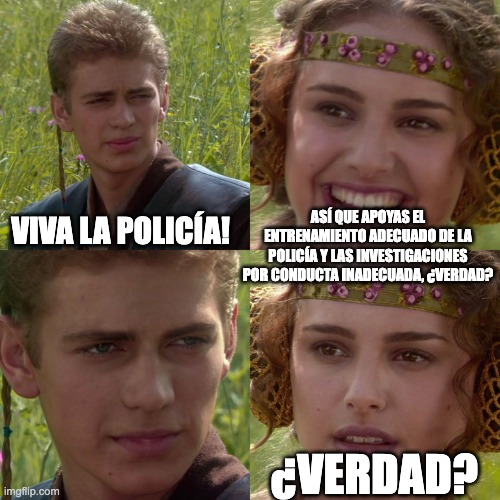 VIVA LA POLICÍA!
ASÍ QUE APOYAS EL
ENTRENAMIENTO ADECUADO DE LA
POLICÍA Y LAS INVESTIGACIONES
POR CONDUCTA INADECUADA, ¿VERDAD?
¿VERDAD?
imgflip.com